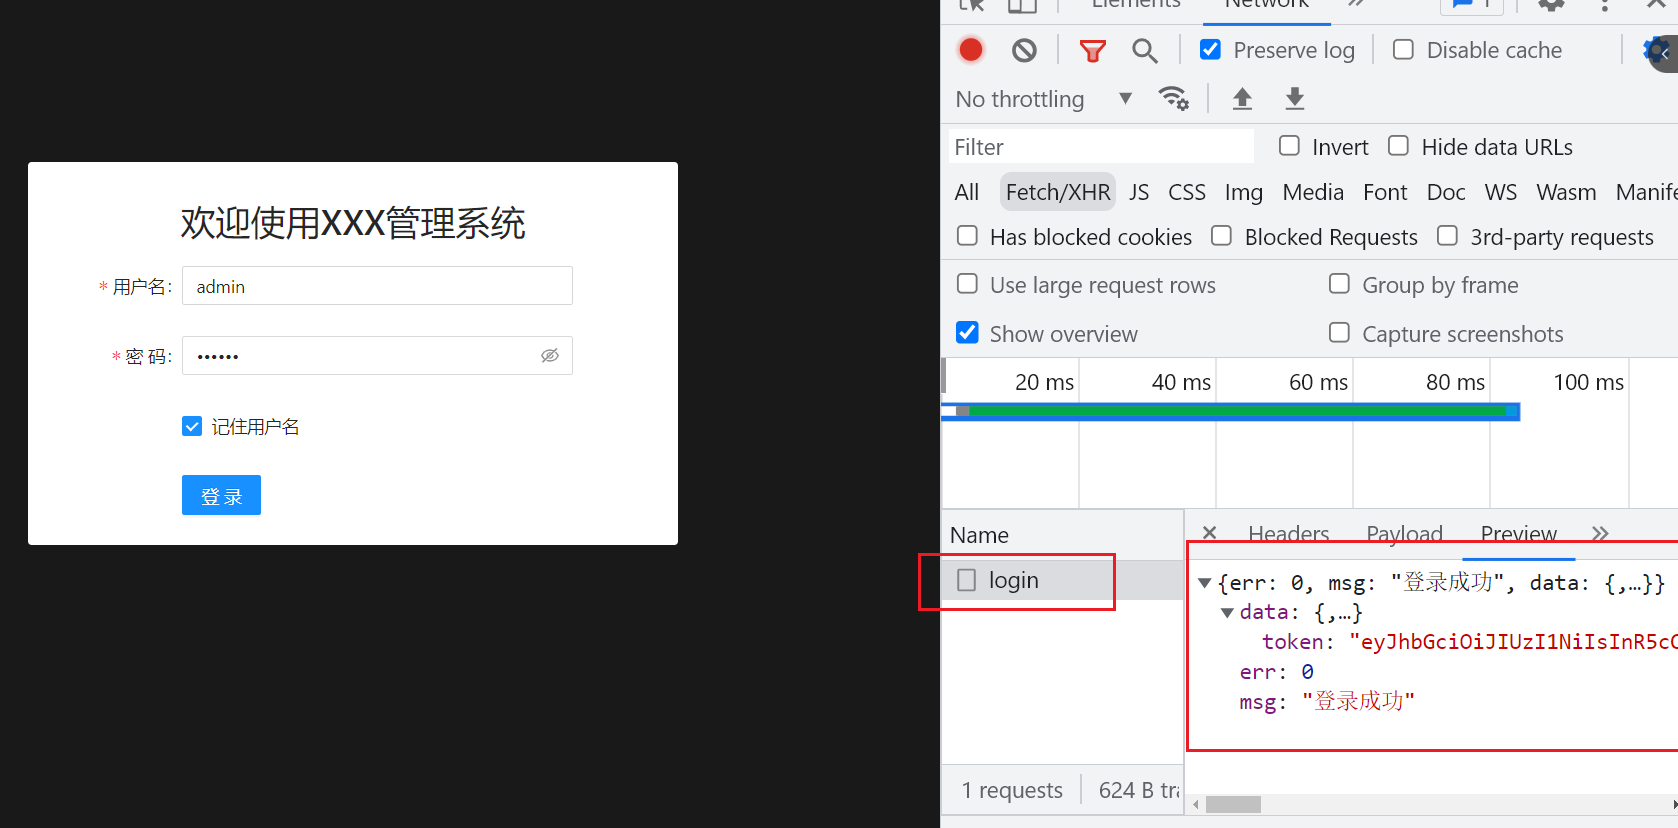 欢迎使用XXX管理系统
* 用户名: admin
* 密 码: ••••••
记住用户名
登 录
Elements Network
1
Preserve log Disable cache
No throttling
Filter Invert Hide data URLs
All Fetch/XHR JS CSS Img Media Font Doc WS Wasm Manife
Has blocked cookies Blocked Requests 3rd-party requests
Use large request rows Group by frame
Show overview Capture screenshots
20 ms 40 ms 60 ms 80 ms 100 ms
Name Headers Payload Preview
login
{err: 0, msg: "登录成功", data: {,…}}
data: {,…}
token: "eyJhbGciOiJIUzI1NiIsInR5cC
err: 0
msg: "登录成功"
1 requests 624 B tra